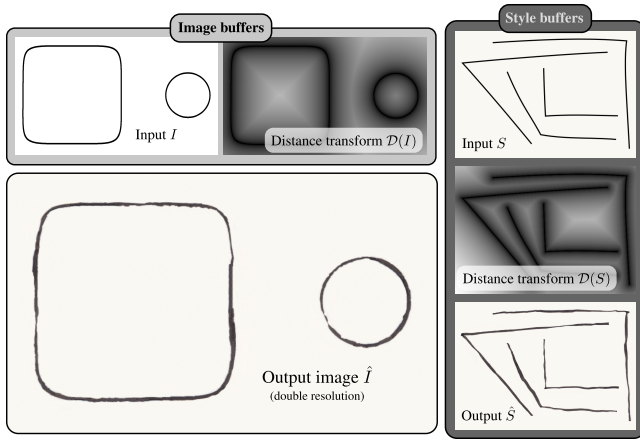 Image buffers
Input I
Distance transform 𝒟(I)
Output image Î
(double resolution)
Style buffers
Input S
Distance transform 𝒟(S)
Output Ŝ